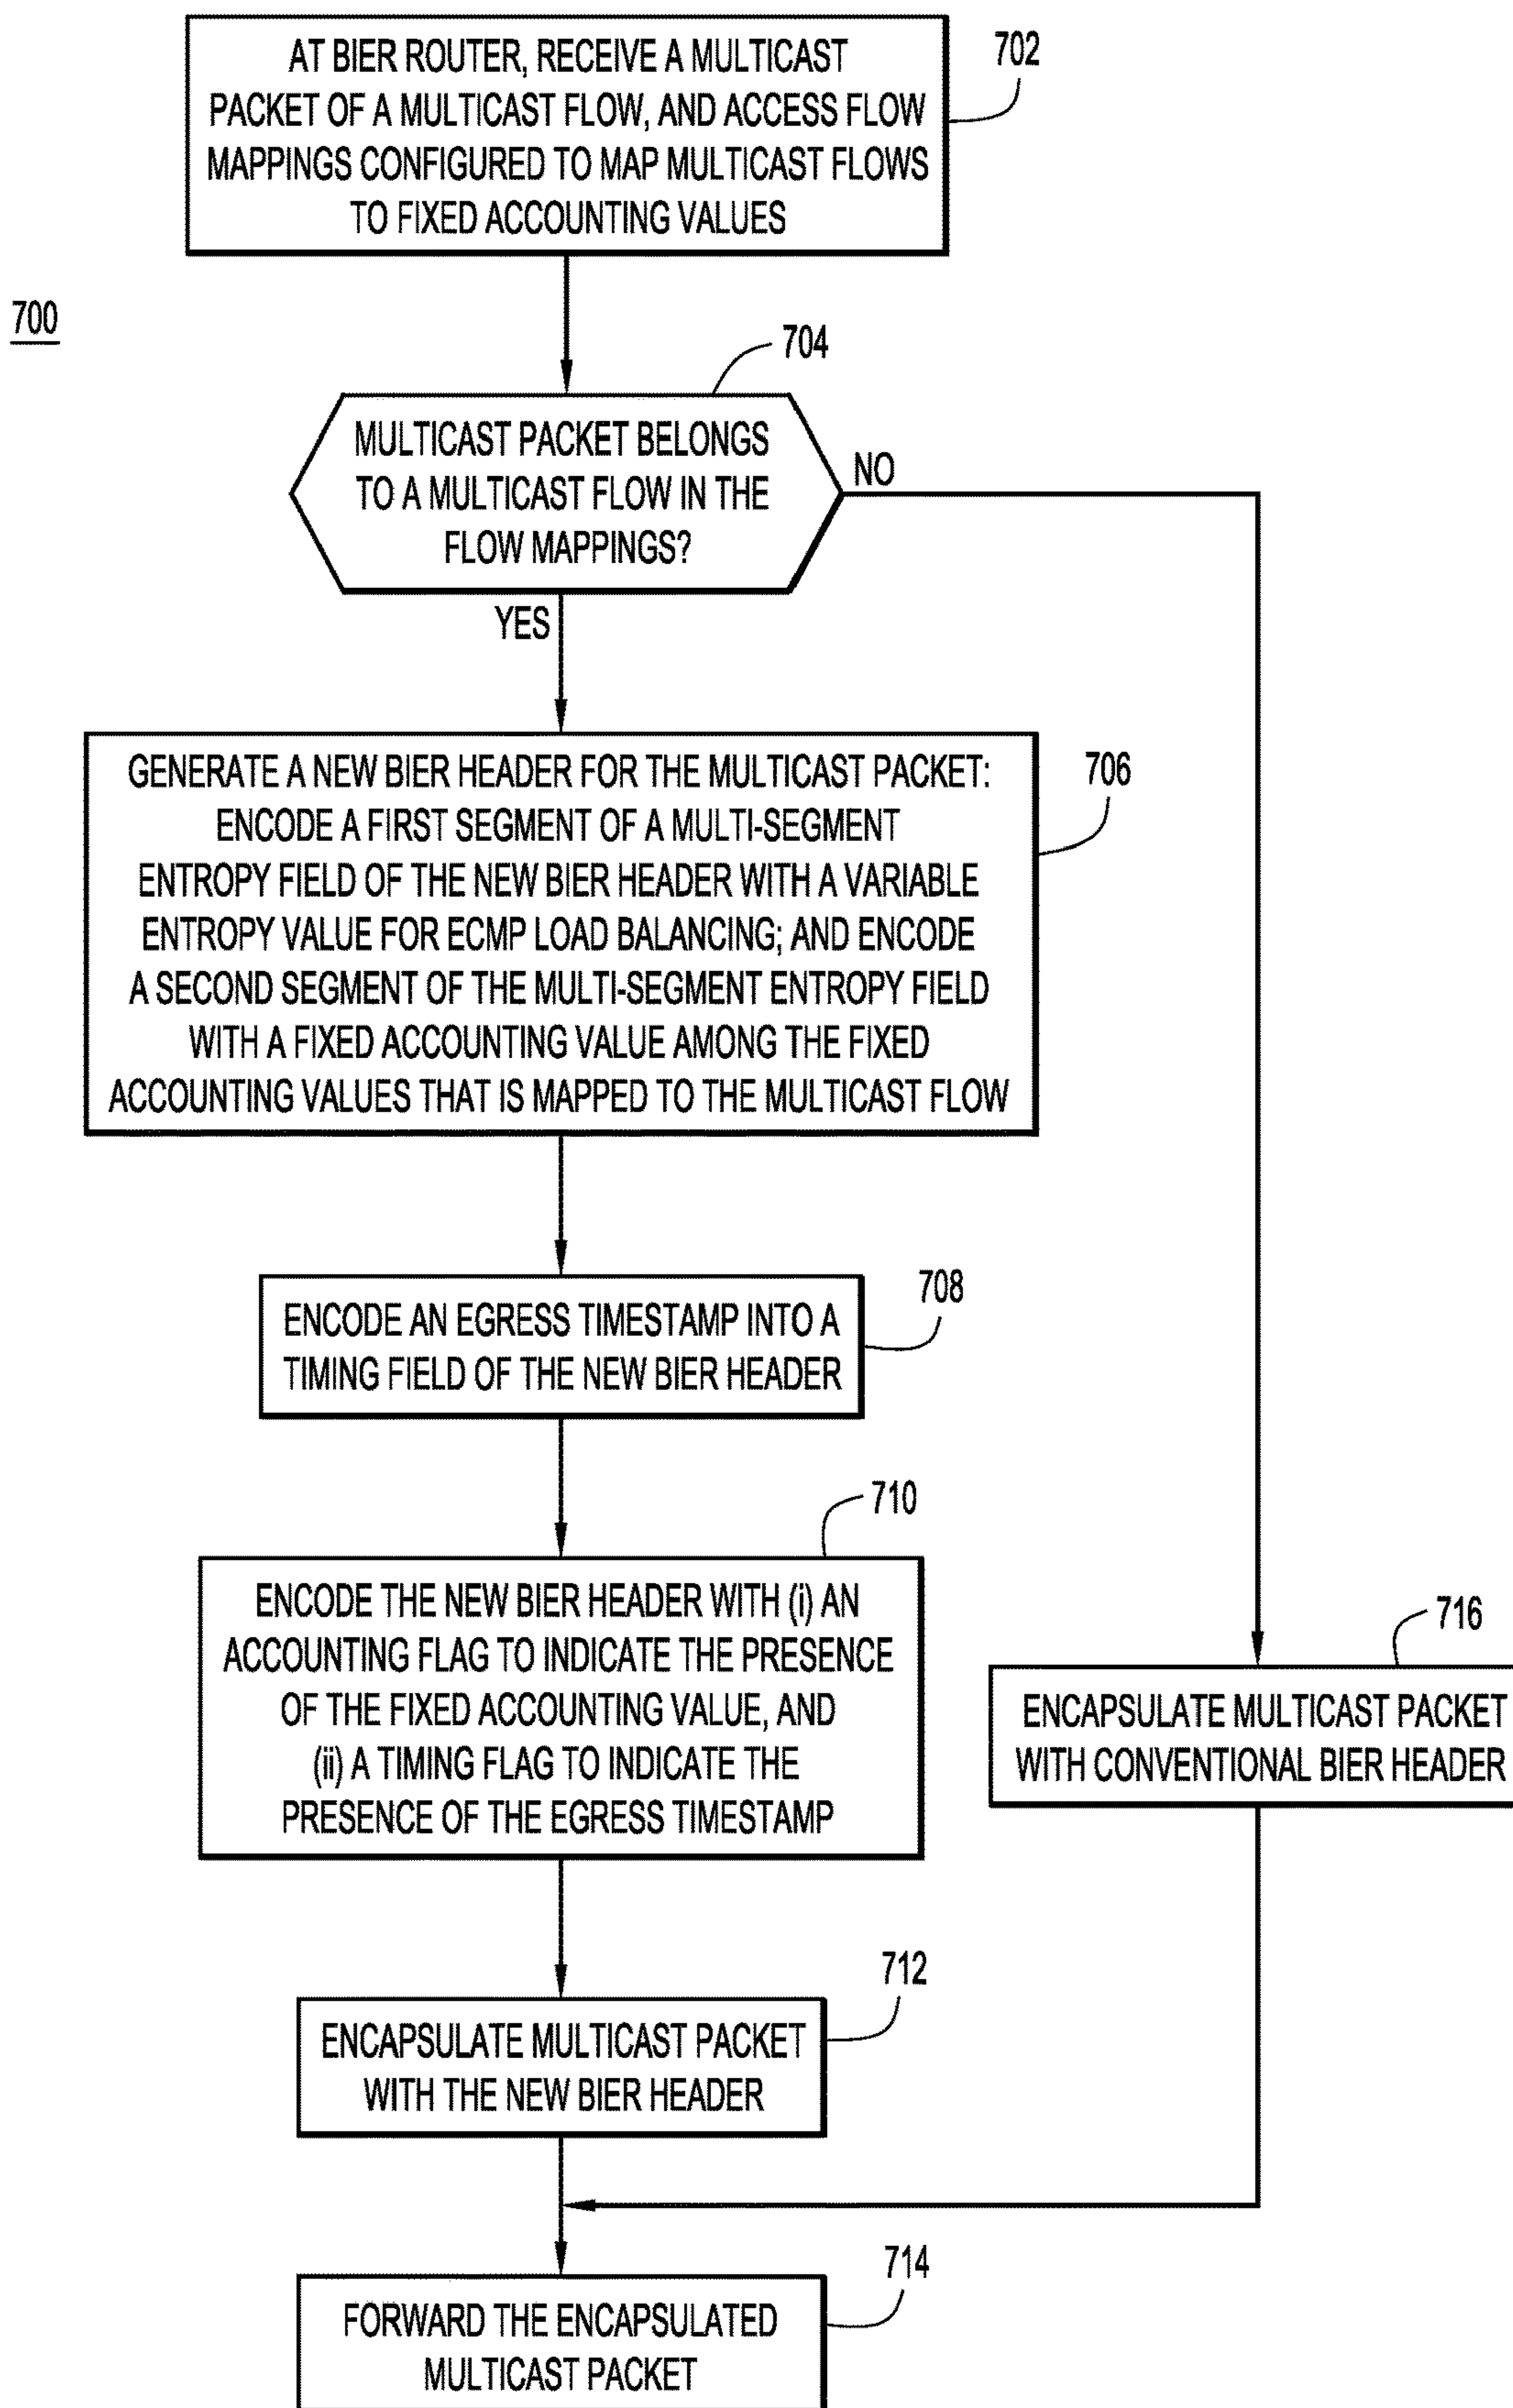 AT BIER ROUTER, RECEIVE A MULTICAST
PACKET OF A MULTICAST FLOW, AND ACCESS FLOW
MAPPINGS CONFIGURED TO MAP MULTICAST FLOWS
TO FIXED ACCOUNTING VALUES
702
700
704
MULTICAST PACKET BELONGS
TO A MULTICAST FLOW IN THE
FLOW MAPPINGS?
NO
YES
GENERATE A NEW BIER HEADER FOR THE MULTICAST PACKET:
ENCODE A FIRST SEGMENT OF A MULTI-SEGMENT
ENTROPY FIELD OF THE NEW BIER HEADER WITH A VARIABLE
ENTROPY VALUE FOR ECMP LOAD BALANCING; AND ENCODE
A SECOND SEGMENT OF THE MULTI-SEGMENT ENTROPY FIELD
WITH A FIXED ACCOUNTING VALUE AMONG THE FIXED
ACCOUNTING VALUES THAT IS MAPPED TO THE MULTICAST FLOW
706
708
ENCODE AN EGRESS TIMESTAMP INTO A
TIMING FIELD OF THE NEW BIER HEADER
710
ENCODE THE NEW BIER HEADER WITH (i) AN
ACCOUNTING FLAG TO INDICATE THE PRESENCE
OF THE FIXED ACCOUNTING VALUE, AND
(ii) A TIMING FLAG TO INDICATE THE
PRESENCE OF THE EGRESS TIMESTAMP
716
ENCAPSULATE MULTICAST PACKET
WITH CONVENTIONAL BIER HEADER
712
ENCAPSULATE MULTICAST PACKET
WITH THE NEW BIER HEADER
714
FORWARD THE ENCAPSULATED
MULTICAST PACKET